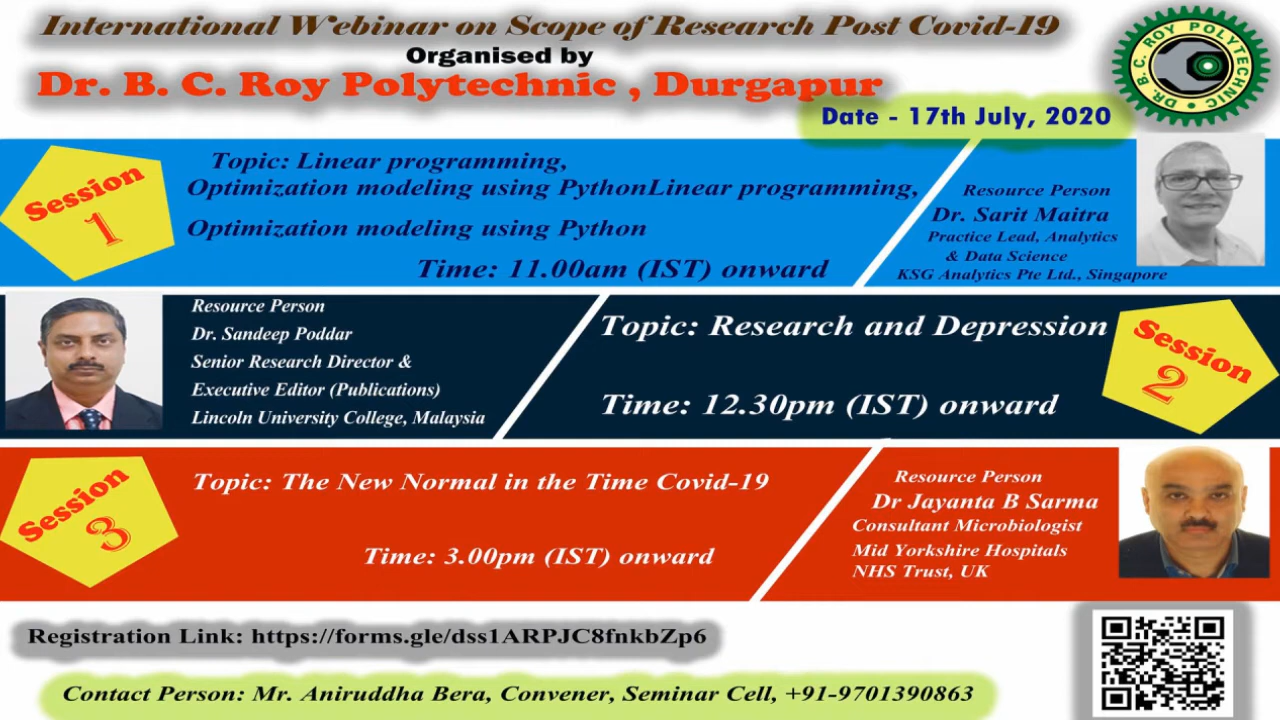 International Webinar on Scope of Research Post Covid-19
Organised by
Dr. B. C. Roy Polytechnic , Durgapur
DR. B. C. ROY POLYTECHNIC
Date - 17th July, 2020
Session
1
Topic: Linear programming,
Optimization modeling using PythonLinear programming,
Optimization modeling using Python
Time: 11.00am (IST) onward
Resource Person
Dr. Sarit Maitra
Practice Lead, Analytics
& Data Science
KSG Analytics Pte Ltd., Singapore
Resource Person
Dr. Sandeep Poddar
Senior Research Director &
Executive Editor (Publications)
Lincoln University College, Malaysia
Topic: Research and Depression
Time: 12.30pm (IST) onward
Session
2
Session
3
Topic: The New Normal in the Time Covid-19
Time: 3.00pm (IST) onward
Resource Person
Dr Jayanta B Sarma
Consultant Microbiologist
Mid Yorkshire Hospitals
NHS Trust, UK
Registration Link: https://forms.gle/dss1ARPJC8fnkbZp6
Contact Person: Mr. Aniruddha Bera, Convener, Seminar Cell, +91-9701390863